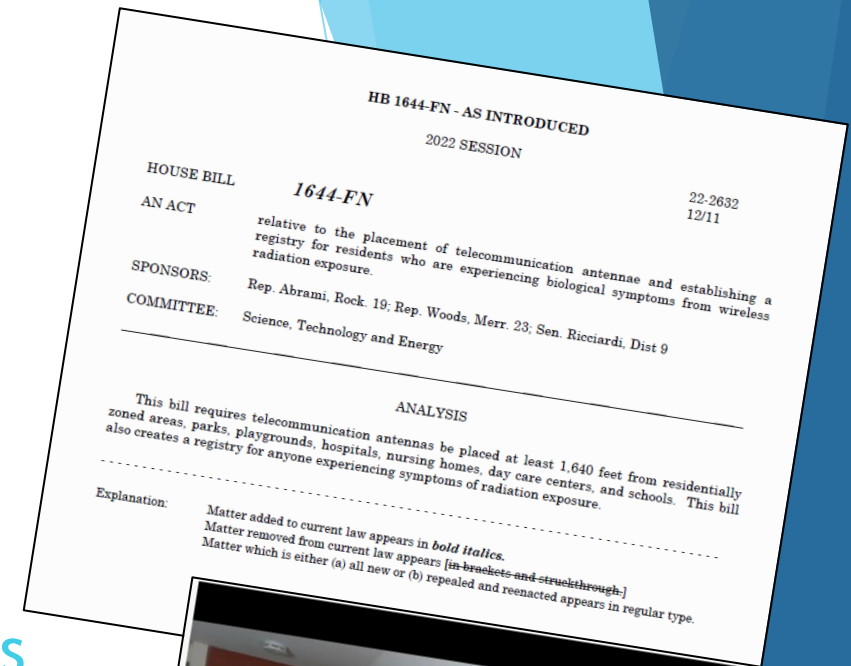 HB 1644-FN - AS INTRODUCED
2022 SESSION
22-2632
12/11
HOUSE BILL 1644-FN
AN ACT relative to the placement of telecommunication antennae and establishing a
registry for residents who are experiencing biological symptoms from wireless
radiation exposure.
SPONSORS: Rep. Abrami, Rock. 19; Rep. Woods, Merr. 23; Sen. Ricciardi, Dist 9
COMMITTEE: Science, Technology and Energy
ANALYSIS
This bill requires telecommunication antennas be placed at least 1,640 feet from residentially
zoned areas, parks, playgrounds, hospitals, nursing homes, day care centers, and schools. This bill
also creates a registry for anyone experiencing symptoms of radiation exposure.
Explanation: Matter added to current law appears in bold italics.
Matter removed from current law appears [in brackets and struckthrough.]
Matter which is either (a) all new or (b) repealed and reenacted appears in regular type.
s